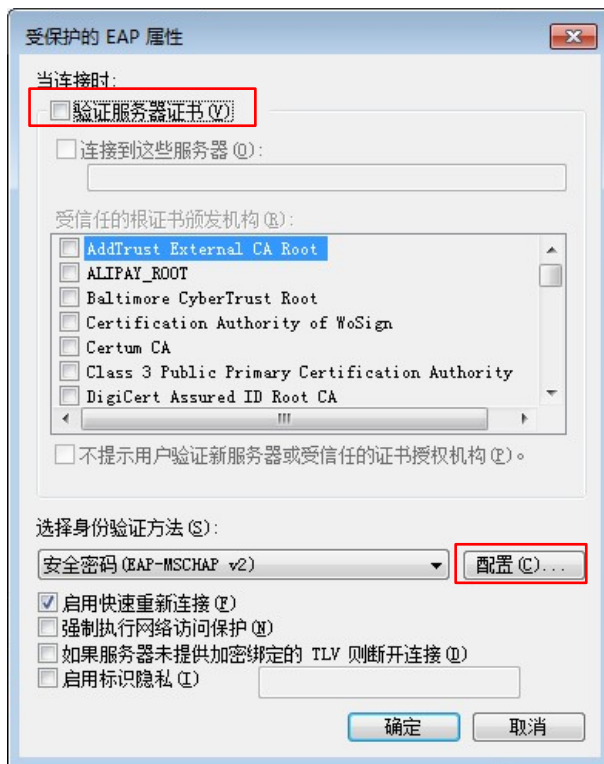 受保护的 EAP 属性
当连接时:
验证服务器证书(V)
连接到这些服务器(O):
受信任的根证书颁发机构(R):
AddTrust External CA Root
ALIPAY_ROOT
Baltimore CyberTrust Root
Certification Authority of WoSign
Certum CA
Class 3 Public Primary Certification Authority
DigiCert Assured ID Root CA
不提示用户验证新服务器或受信任的证书授权机构(P)。
选择身份验证方法(S):
安全密码(EAP-MSCHAP v2) 配置(C)...
启用快速重新连接(F)
强制执行网络访问保护(N)
如果服务器未提供加密绑定的 TLV 则断开连接(D)
启用标识隐私(I)
确定 取消